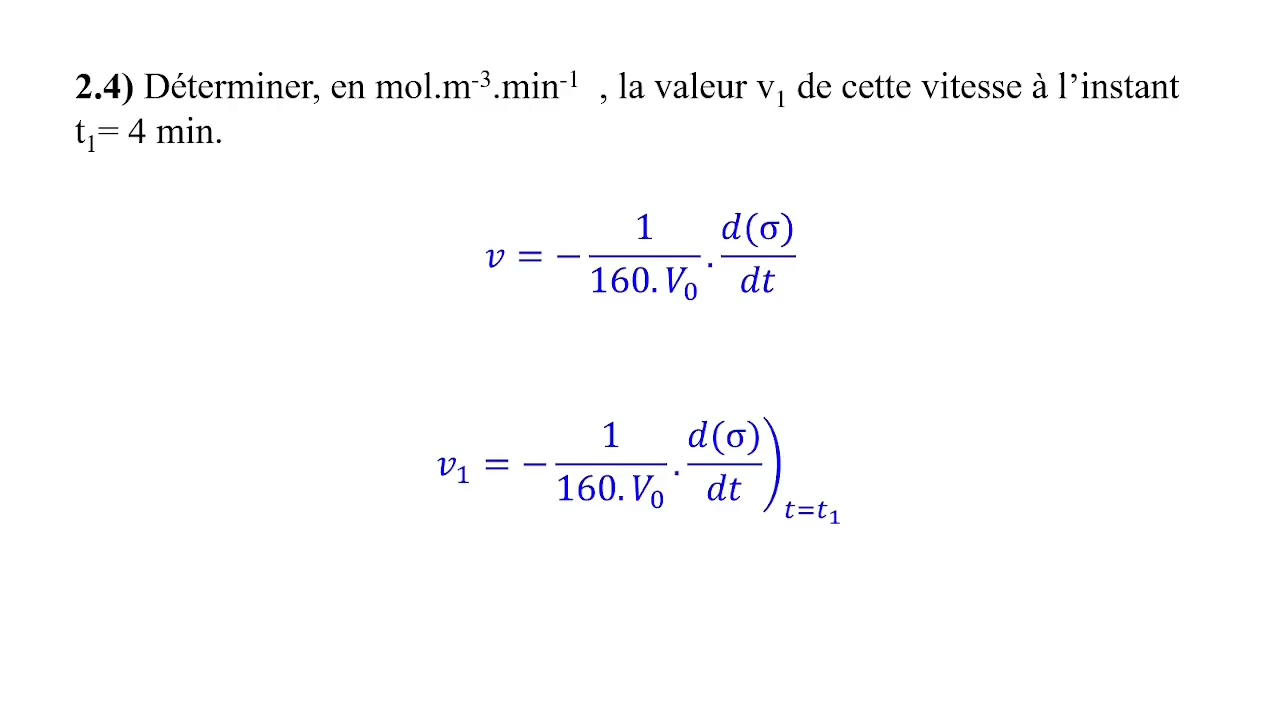 2.4) Déterminer, en mol.m⁻³.min⁻¹ , la valeur v₁ de cette vitesse à l’instant
t₁= 4 min.
𝑣 = − 1/(160. 𝑉₀) . 𝑑(σ)/𝑑𝑡
𝑣₁ = − 1/(160. 𝑉₀) . 𝑑(σ)/𝑑𝑡)ₜ₌ₜ₁